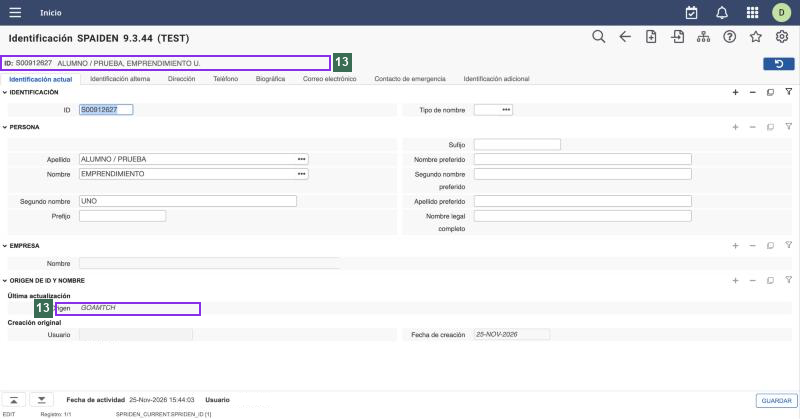 Inicio
D
Identificación SPAIDEN 9.3.44 (TEST)
ID: S00912627 ALUMNO / PRUEBA, EMPRENDIMIENTO U.
13
Identificación actual Identificación alterna Dirección Teléfono Biográfica Correo electrónico Contacto de emergencia Identificación adicional
IDENTIFICACIÓN
ID S00912627 Tipo de nombre
PERSONA
Sufijo
Apellido ALUMNO / PRUEBA Nombre preferido
Nombre EMPRENDIMIENTO Segundo nombre preferido
Segundo nombre UNO Apellido preferido
Prefijo Nombre legal completo
EMPRESA
Nombre
ORIGEN DE ID Y NOMBRE
Última actualización
13 rigen GOAMTCH
Creación original
Usuario Fecha de creación 25-NOV-2026
Fecha de actividad 25-Nov-2026 15:44:03 Usuario
GUARDAR
EDIT Registro: 1/1 SPRIDEN_CURRENT.SPRIDEN_ID [1]